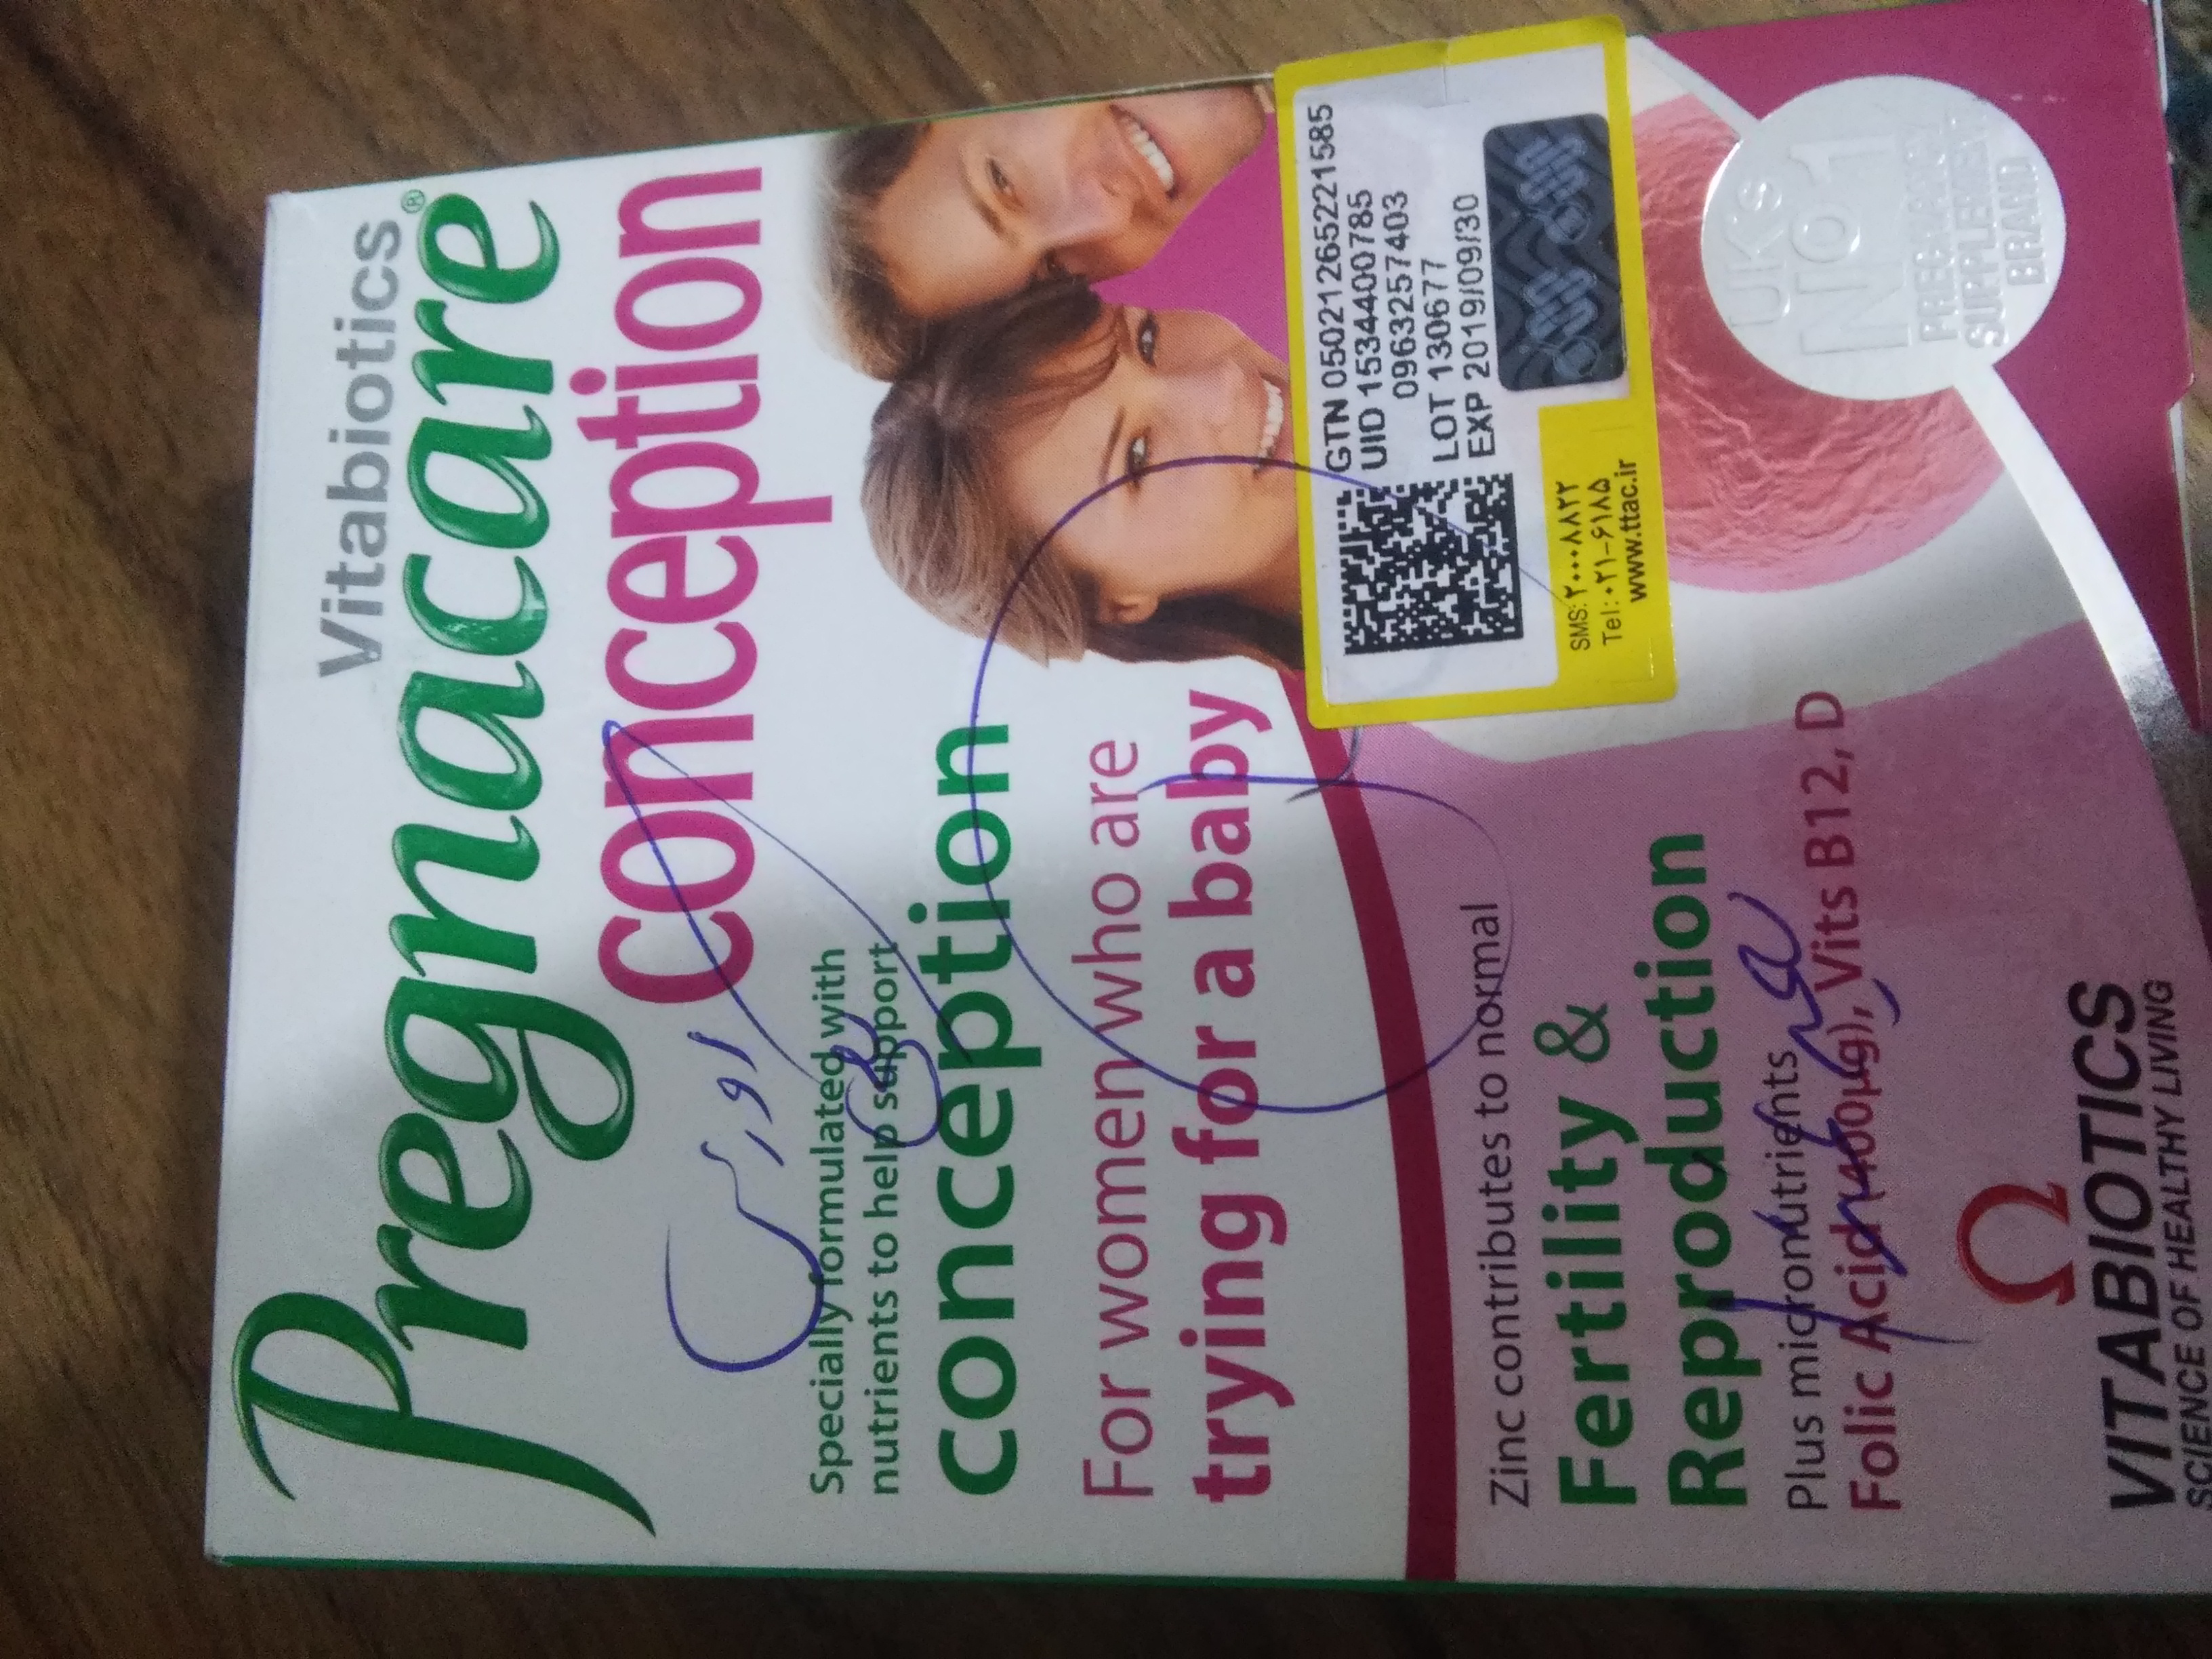 Vitabiotics
Pregnacare®
conception
Specially formulated with
nutrients to help support
conception
For women who are
trying for a baby
GTN 05021265221585
UID 15344400785
09632574​03
LOT 130677
EXP 2019/09/30
SMS:۲۰۰۰۸۸۲۲
Tel:۰۲۱-۶۱۸۵
www.ttac.ir
Zinc contributes to normal
Fertility &
Reproduction
Plus micronutrients
Folic Acid (400µg), Vits B12, D
UK's
No1
PREGNANCY
SUPPLEMENT
BRAND
VITABIOTICS
SCIENCE OF HEALTHY LIVING